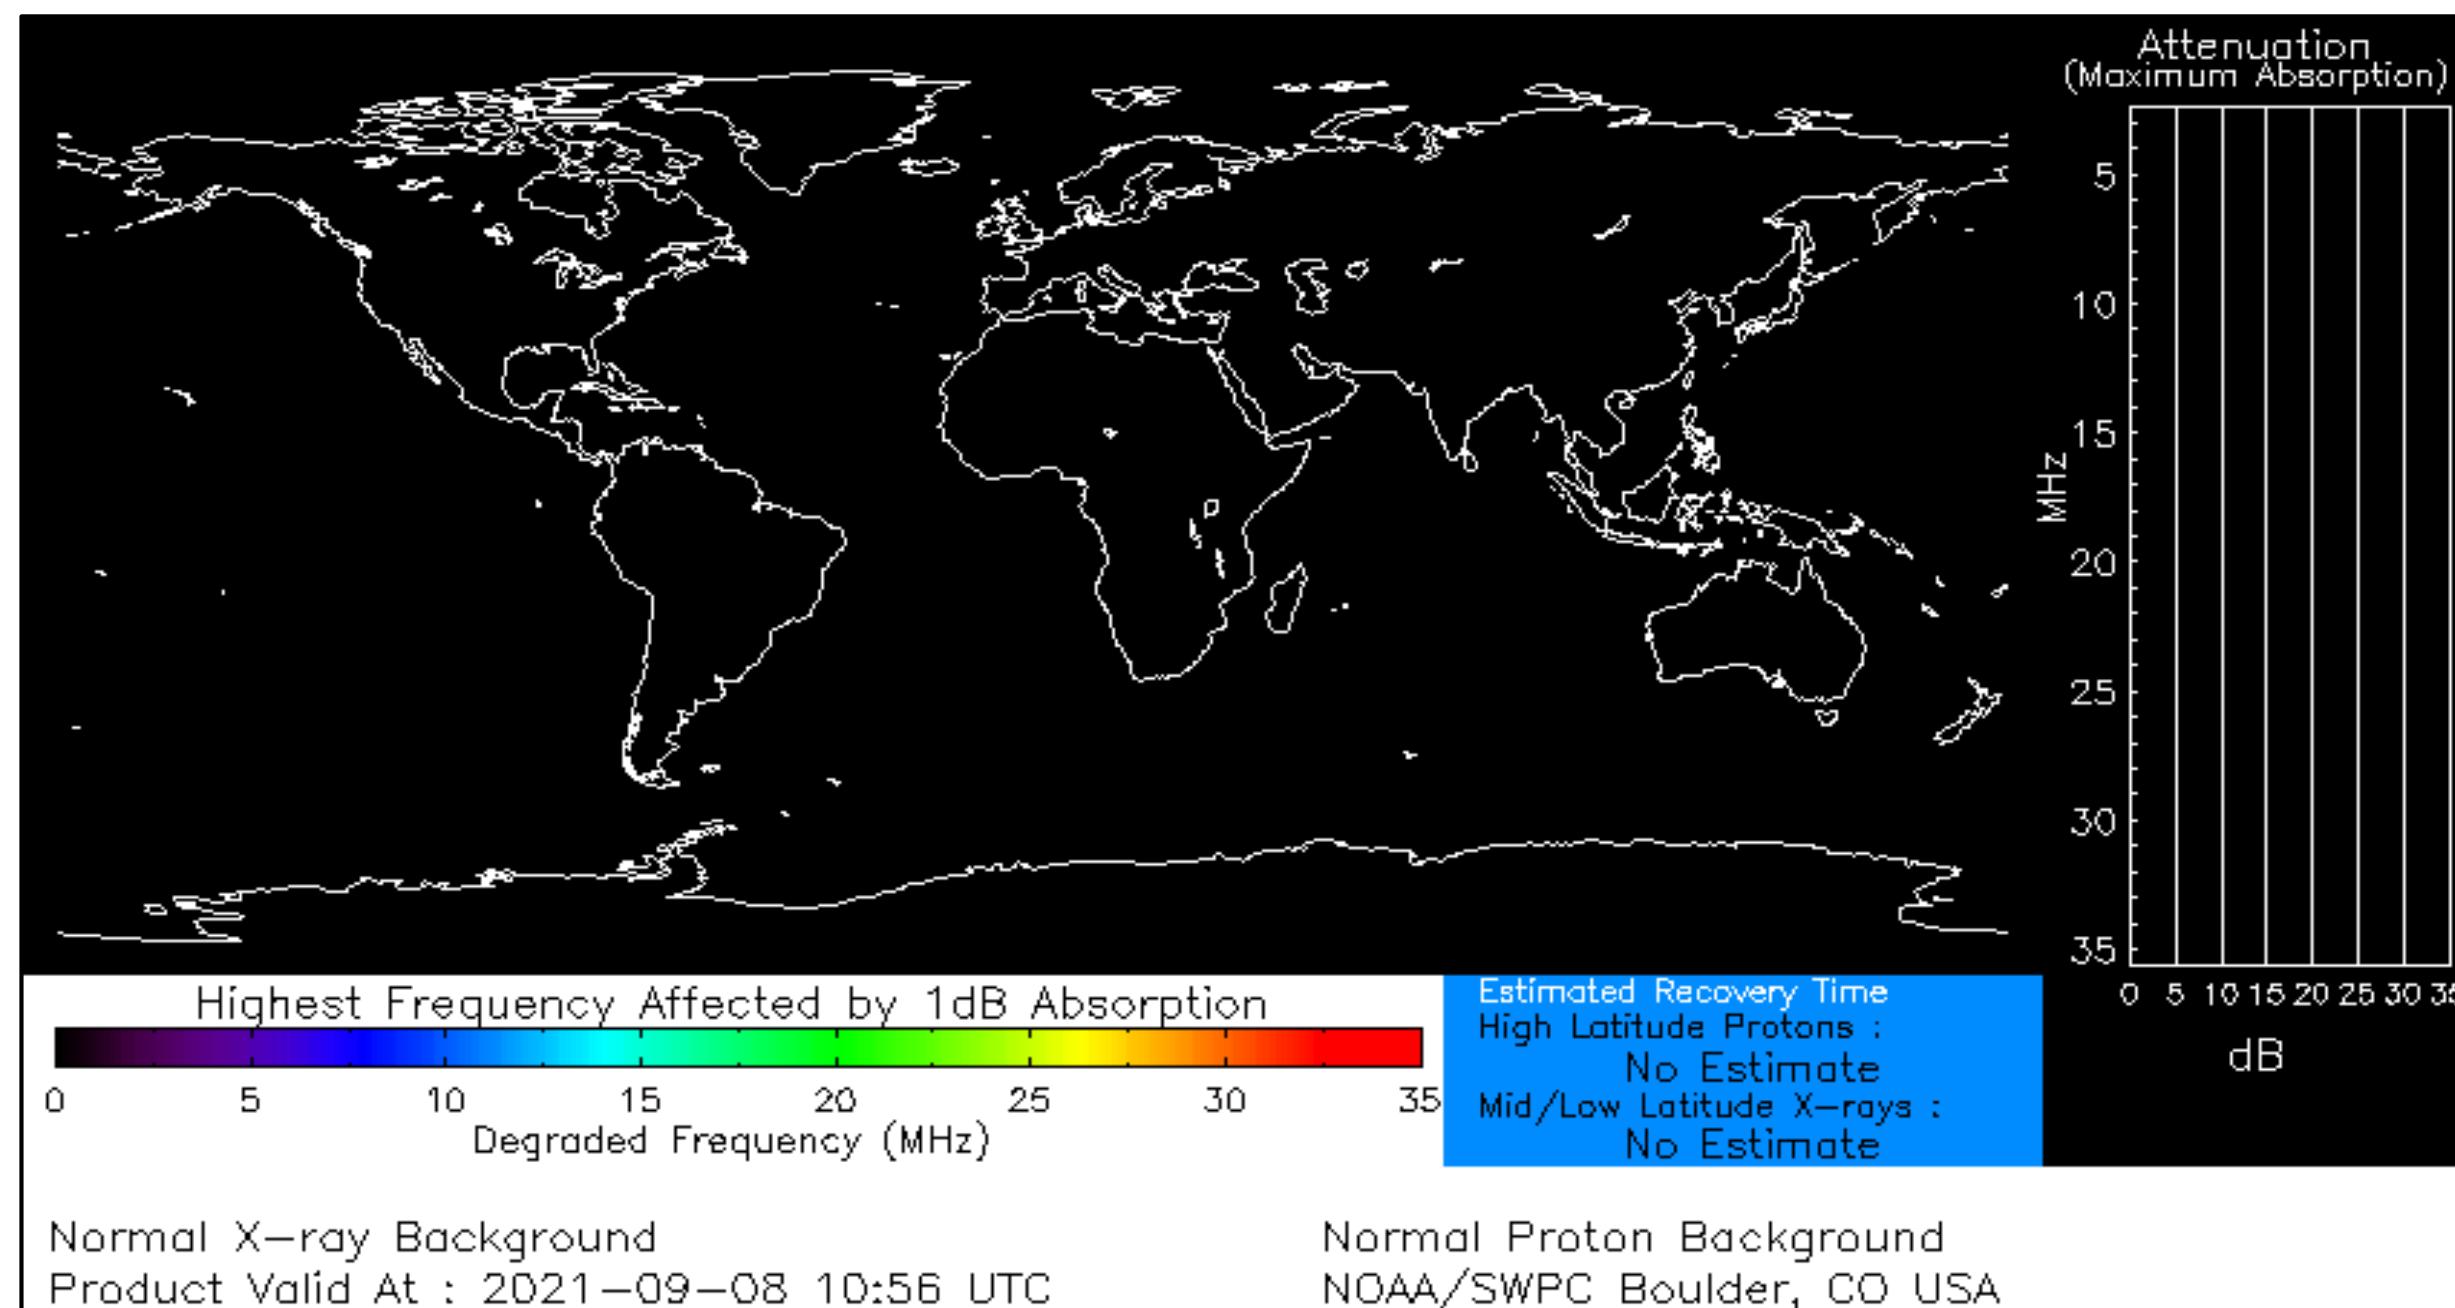 Attenuation
(Maximum Absorption)
5
10
15
20
25
30
35
MHz
0 5 10 15 20 25 30
dB
Highest Frequency Affected by 1dB Absorption
0 5 10 15 20 25 30 35
Degraded Frequency (MHz)
Estimated Recovery Time
High Latitude Protons :
No Estimate
Mid/Low Latitude X-rays :
No Estimate
Normal X-ray Background
Normal Proton Background
Product Valid At : 2021-09-08 10:56 UTC
NOAA/SWPC Boulder, CO USA